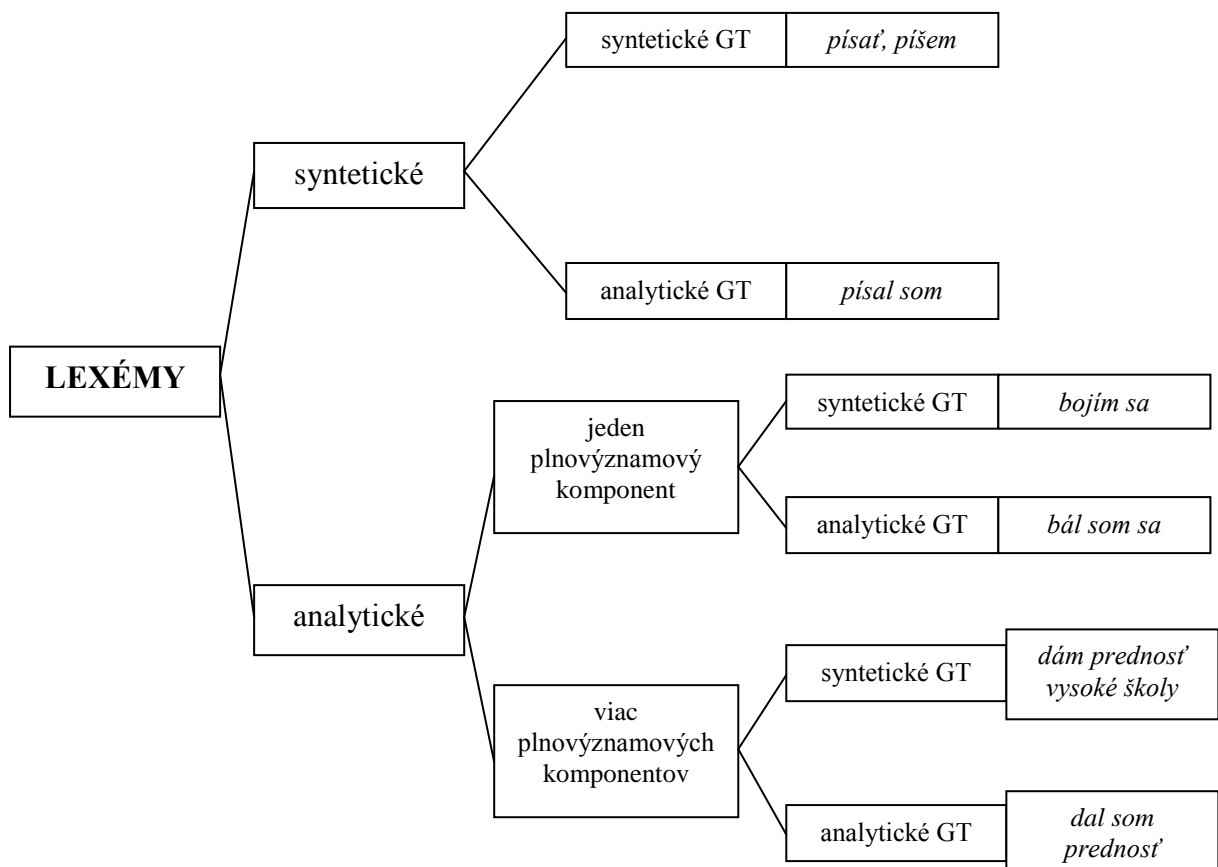 syntetické GT
písať, píšem
syntetické
analytické GT
písal som
LEXÉMY
jeden
plnovýznamový
komponent
syntetické GT
bojím sa
analytické GT
bál som sa
analytické
viac
plnovýznamových
komponentov
syntetické GT
dám prednosť
vysoké školy
analytické GT
dal som
prednosť